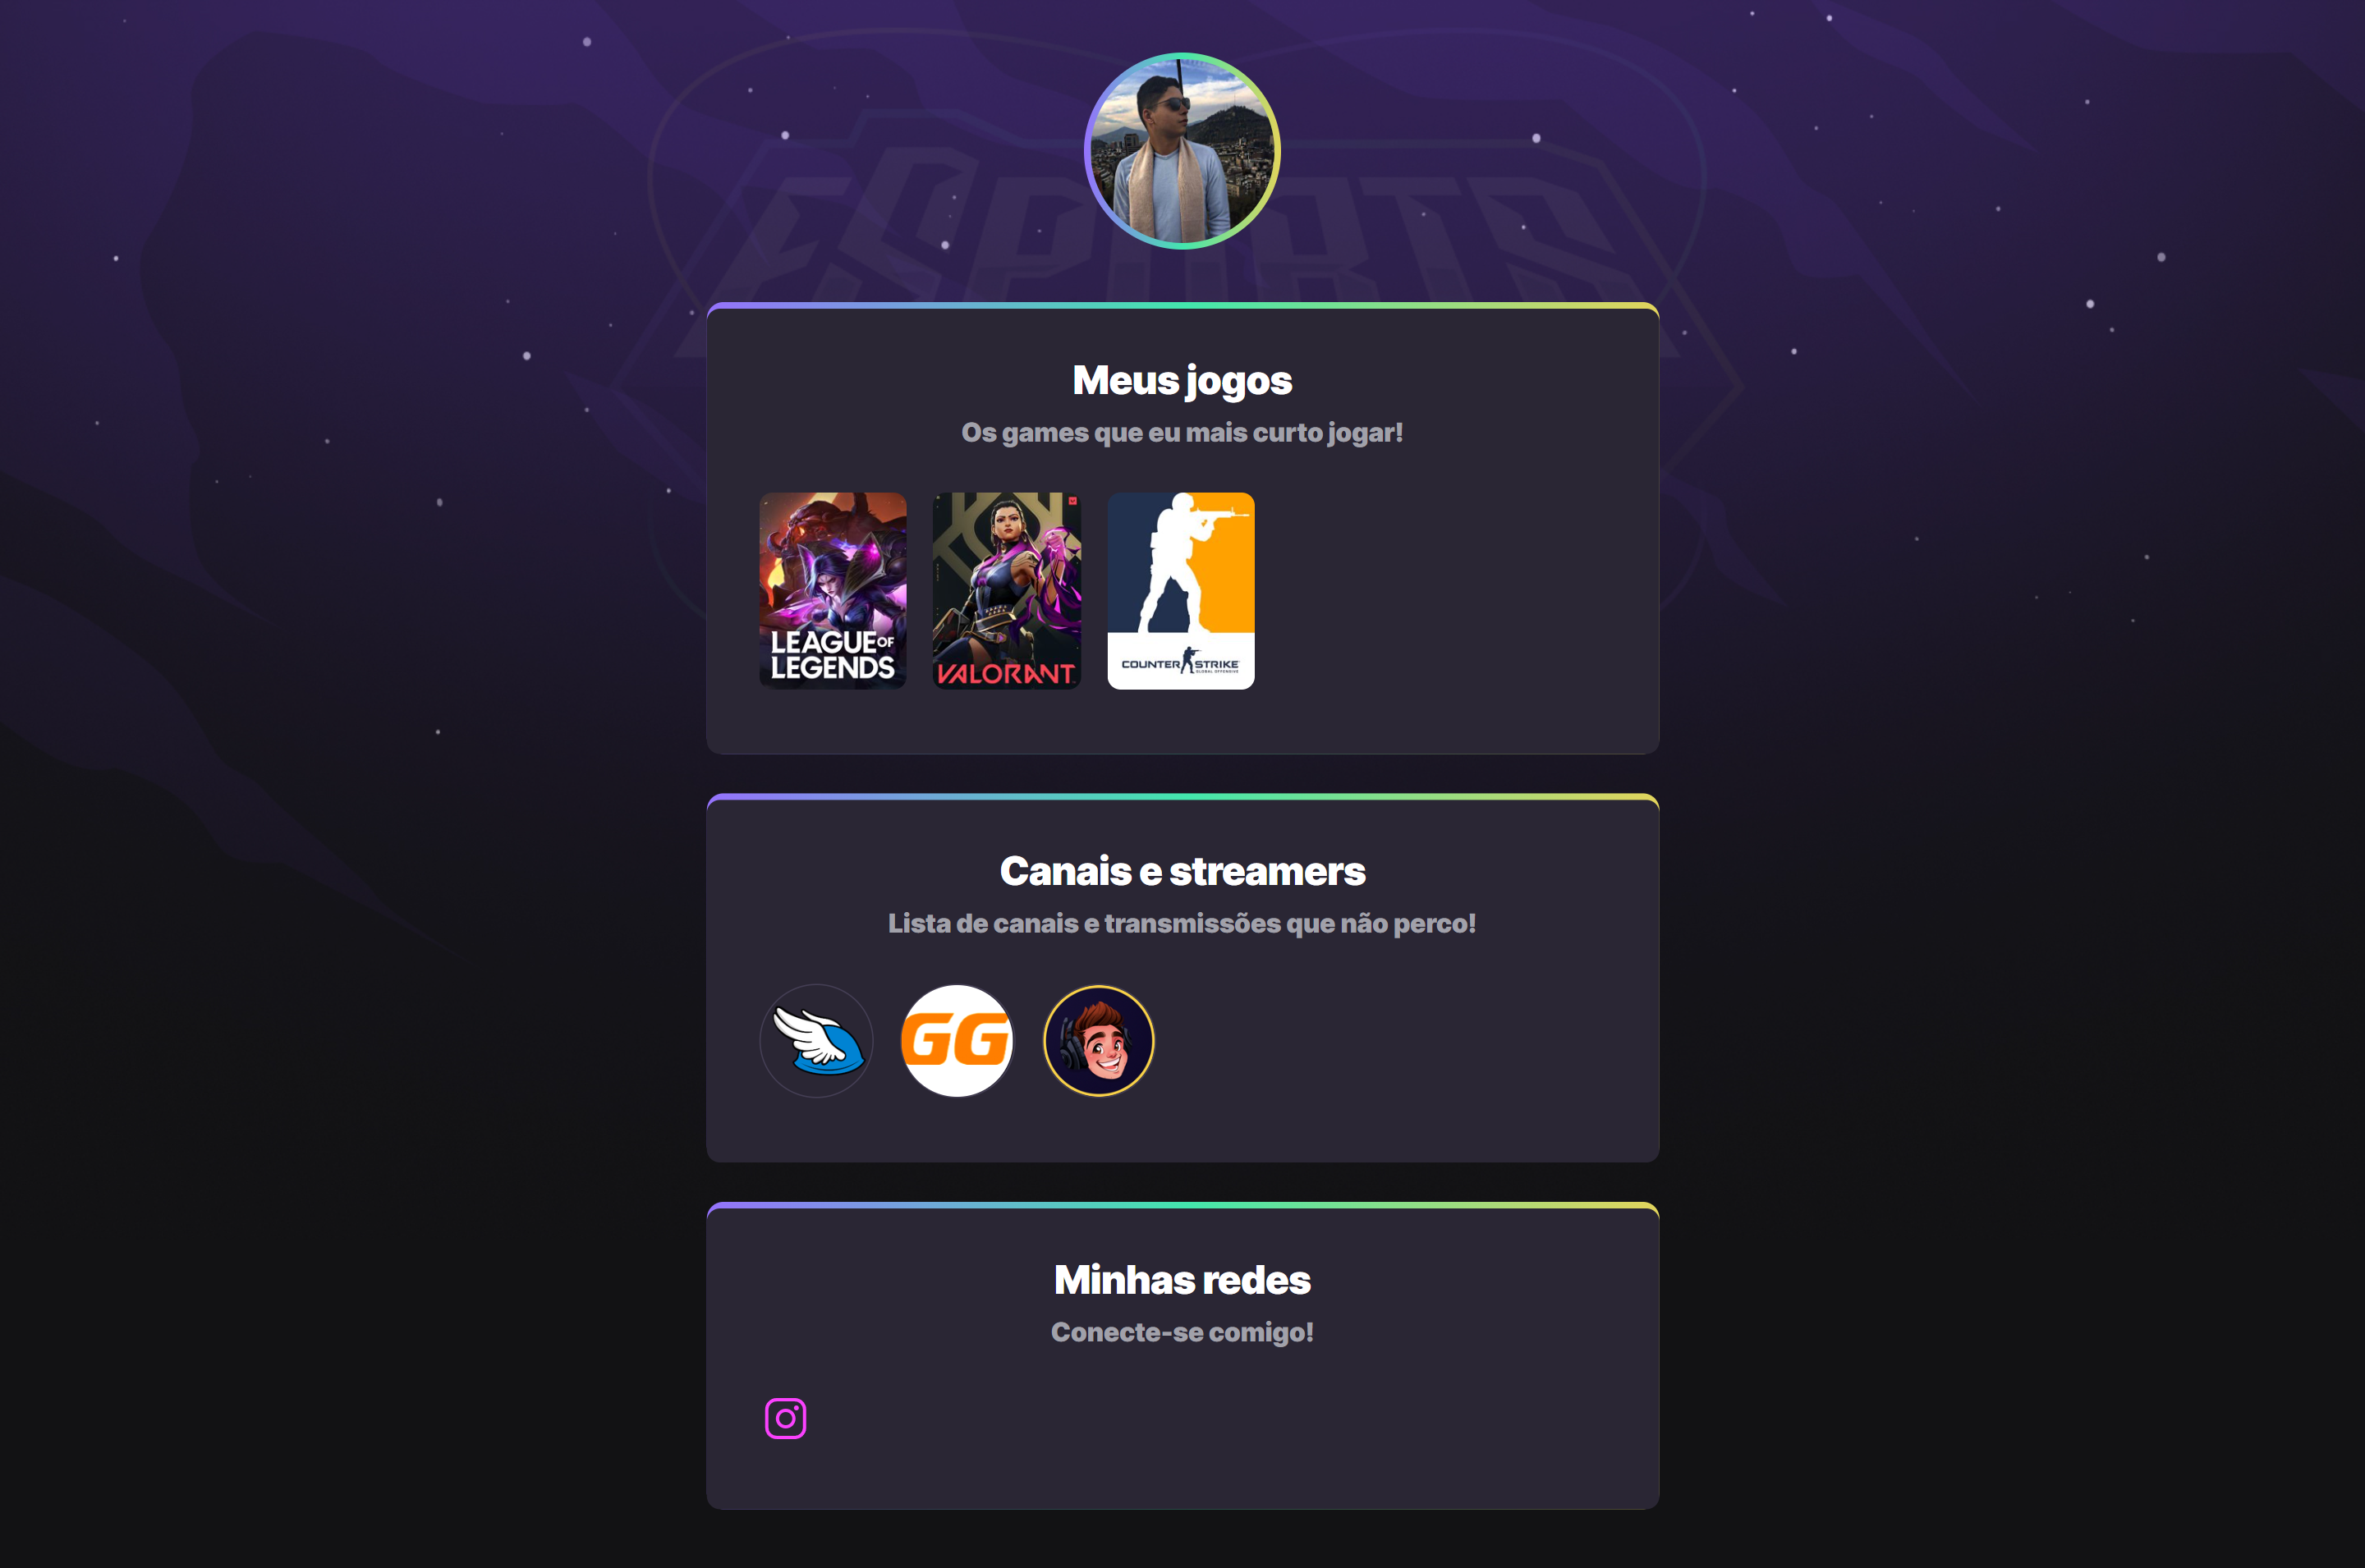 ESPORTS
Meus jogos
Os games que eu mais curto jogar!
LEAGUE OF
LEGENDS
VALORANT
COUNTER STRIKE
GLOBAL OFFENSIVE
Canais e streamers
Lista de canais e transmissões que não perco!
GG
Minhas redes
Conecte-se comigo!